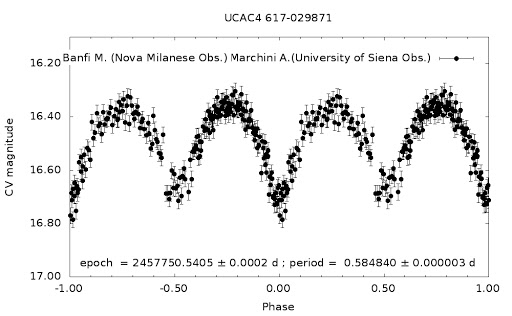 UCAC4 617-029871
Banfi M. (Nova Milanese Obs.) Marchini A.(University of Siena Obs.)
16.20
16.40
16.60
16.80
17.00
CV magnitude
epoch = 2457750.5405 ± 0.0002 d ; period = 0.584840 ± 0.000003 d
-1.00 -0.50 0.00 0.50 1.00
Phase